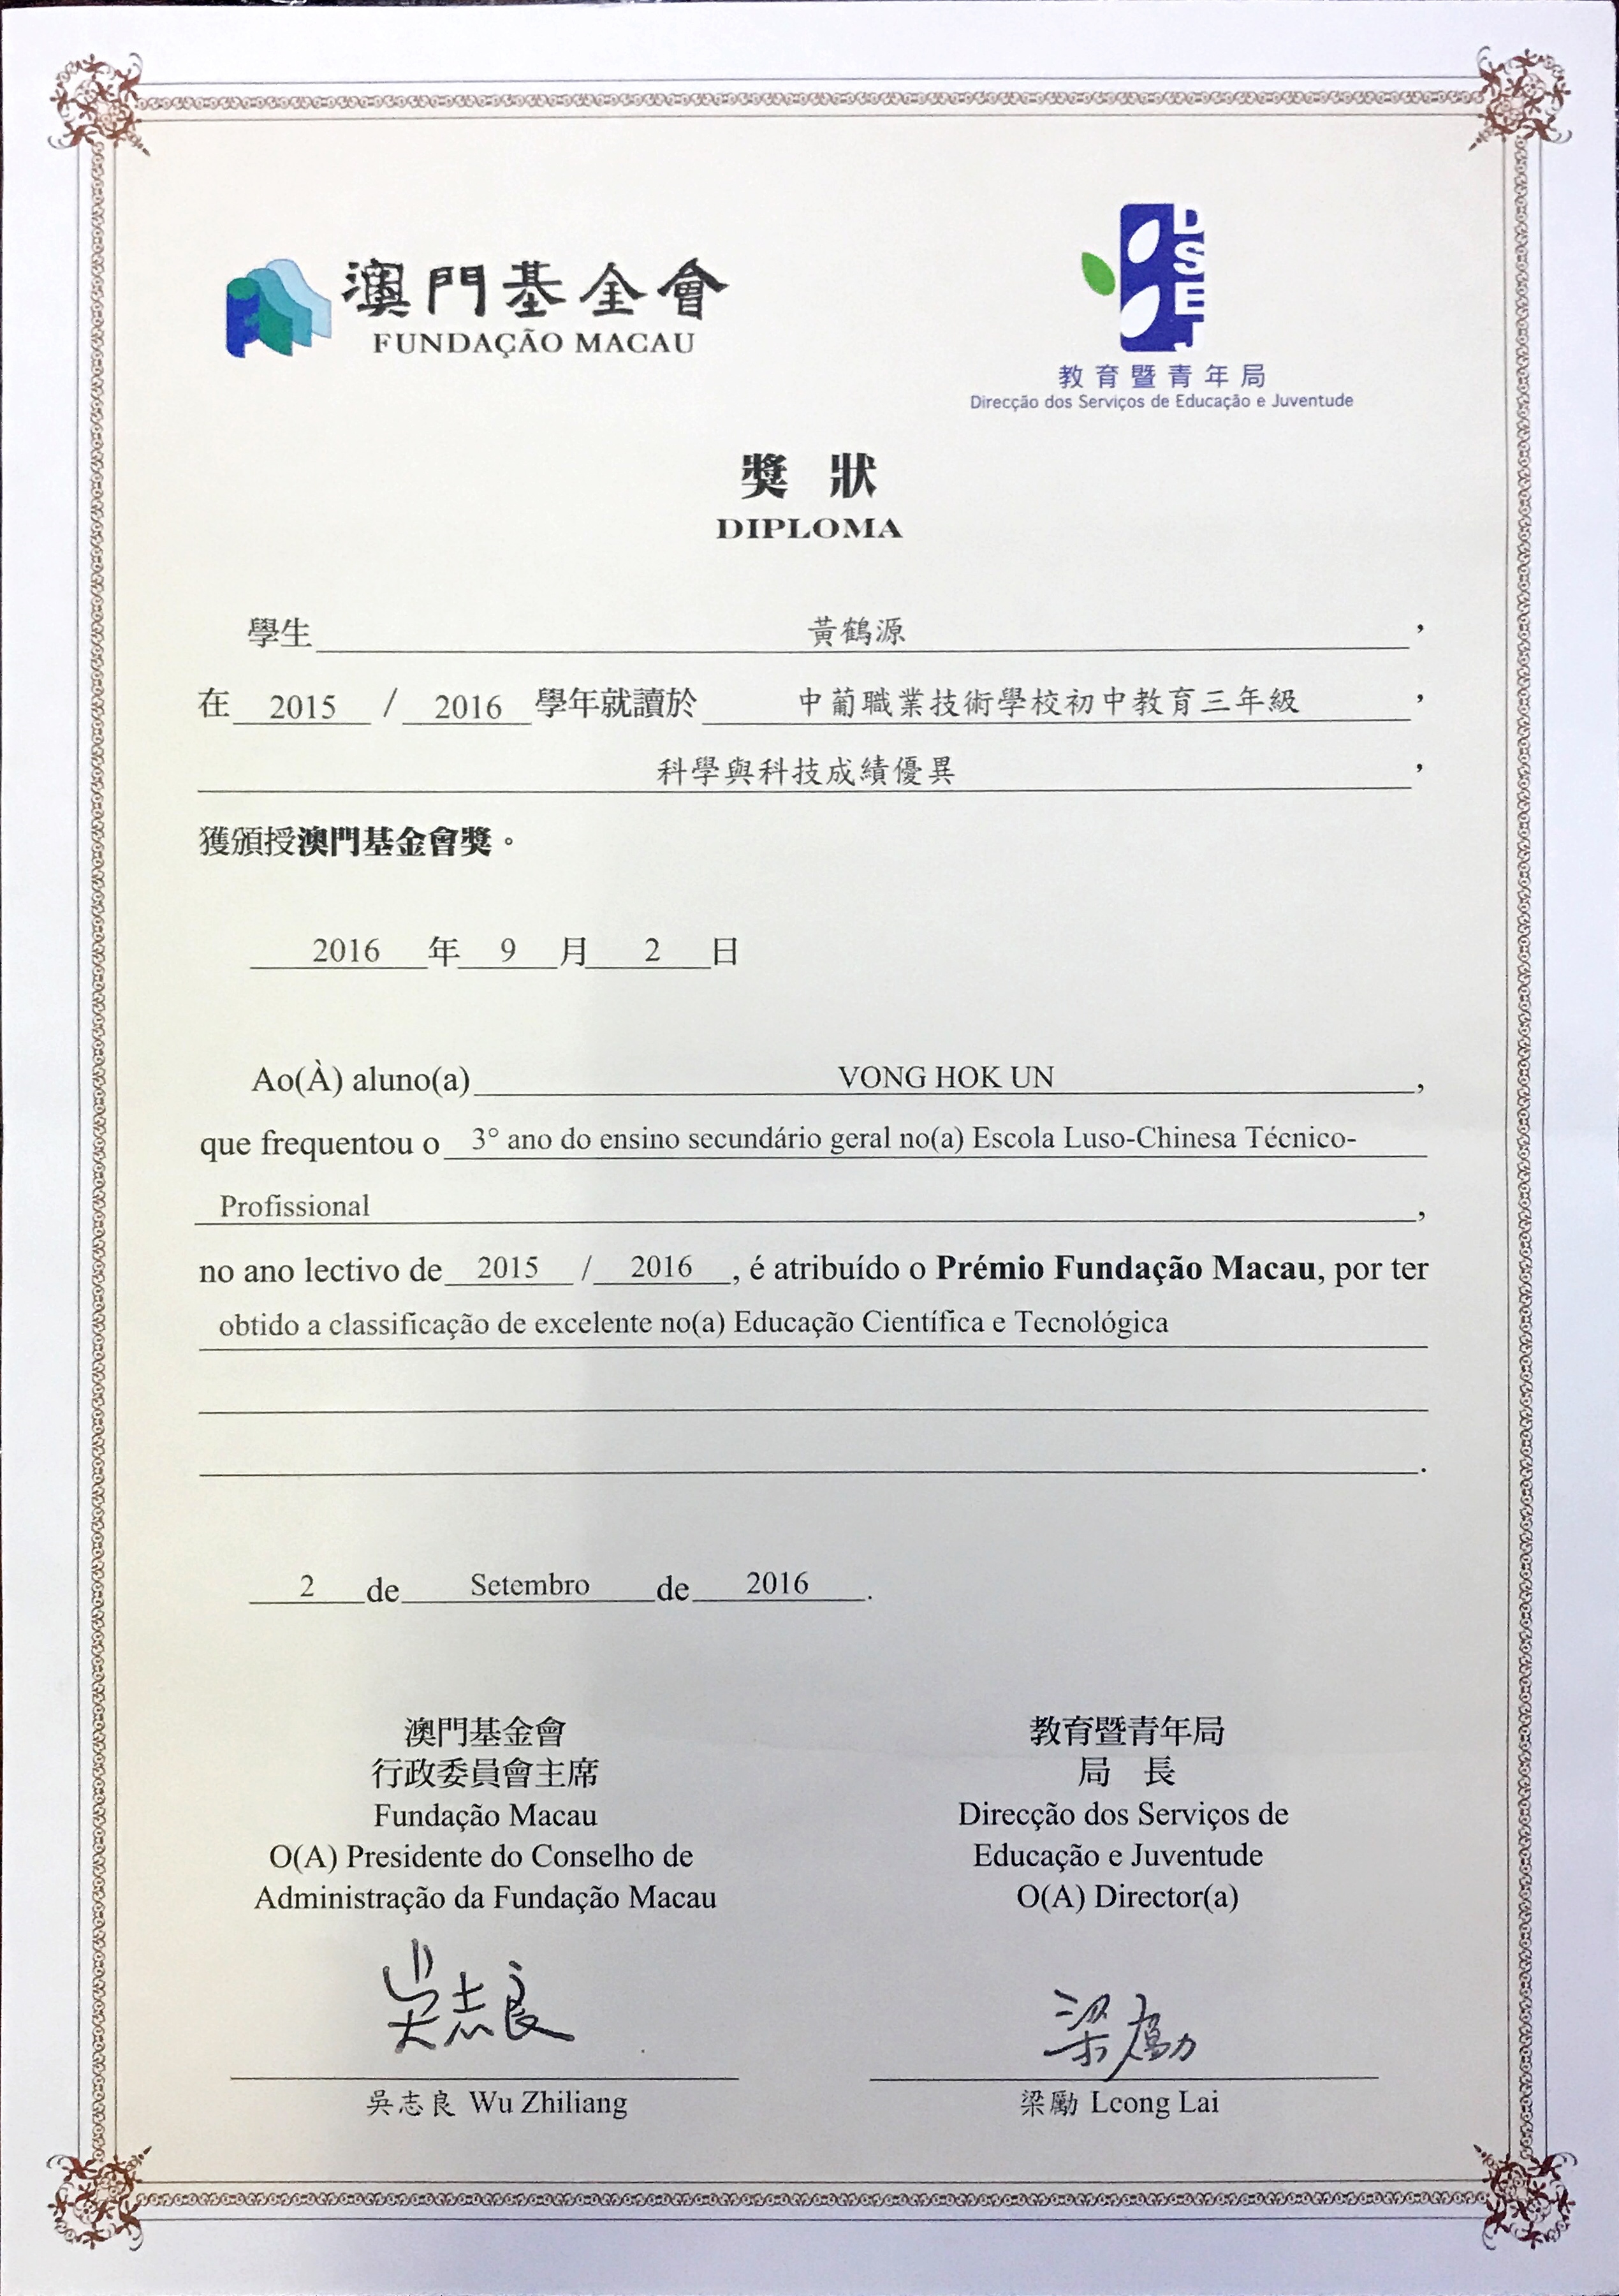 澳門基金會
FUNDAÇÃO MACAU
DSEJ
教育暨青年局
Direcção dos Serviços de Educação e Juventude
獎 狀
DIPLOMA
學生 黃鶴源 ,
在 2015 / 2016 學年就讀於 中葡職業技術學校初中教育三年級 ,
科學與科技成績優異 ,
獲頒授澳門基金會獎。
2016 年 9 月 2 日
Ao(À) aluno(a) VONG HOK UN ,
que frequentou o 3° ano do ensino secundário geral no(a) Escola Luso-Chinesa Técnico-
Profissional ,
no ano lectivo de 2015 / 2016 , é atribuído o Prémio Fundação Macau, por ter
obtido a classificação de excelente no(a) Educação Científica e Tecnológica
.
2 de Setembro de 2016 .
澳門基金會
行政委員會主席
Fundação Macau
O(A) Presidente do Conselho de
Administração da Fundação Macau
吳志良
吳志良 Wu Zhiliang
教育暨青年局
局 長
Direcção dos Serviços de
Educação e Juventude
O(A) Director(a)
梁勵
梁勵 Leong Lai